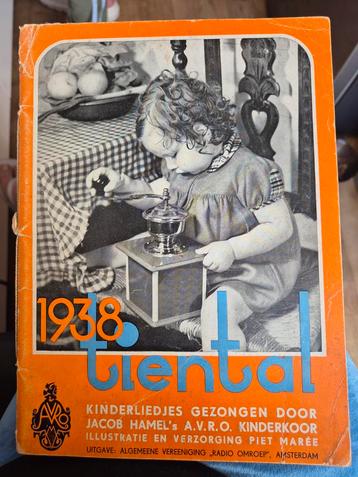 1938
tiental
KINDERLIEDJES GEZONGEN DOOR
JACOB HAMEL's A.V.R.O. KINDERKOOR
ILLUSTRATIE EN VERZORGING PIET MARÉE
UITGAVE: ALGEMEENE VEREENIGING „RADIO OMROEP", AMSTERDAM
AVRO